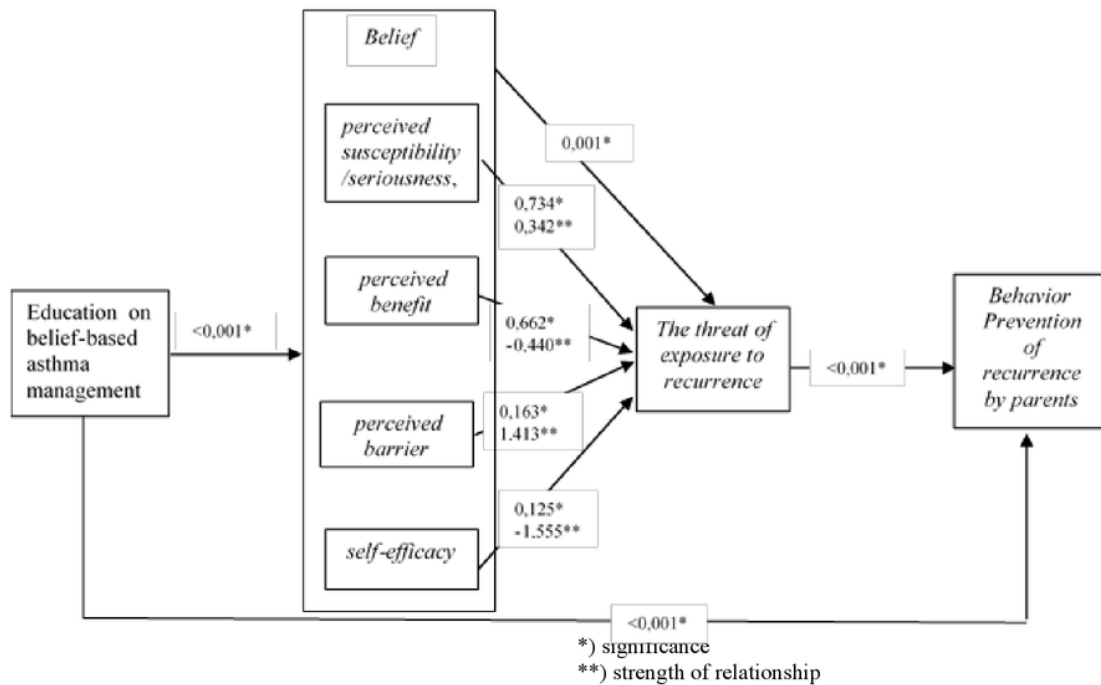 Belief
perceived
susceptibility
/seriousness,
0,001*
0,734*
0,342**
perceived
benefit
Education on
belief-based
asthma
management
<0,001*
0,662*
-0,440**
The threat of
exposure to
recurrence
<0,001*
Behavior
Prevention
of
recurrence
by parents
perceived
barrier
0,163*
1.413**
self-efficacy
0,125*
-1.555**
<0,001*
*) significance
**) strength of relationship